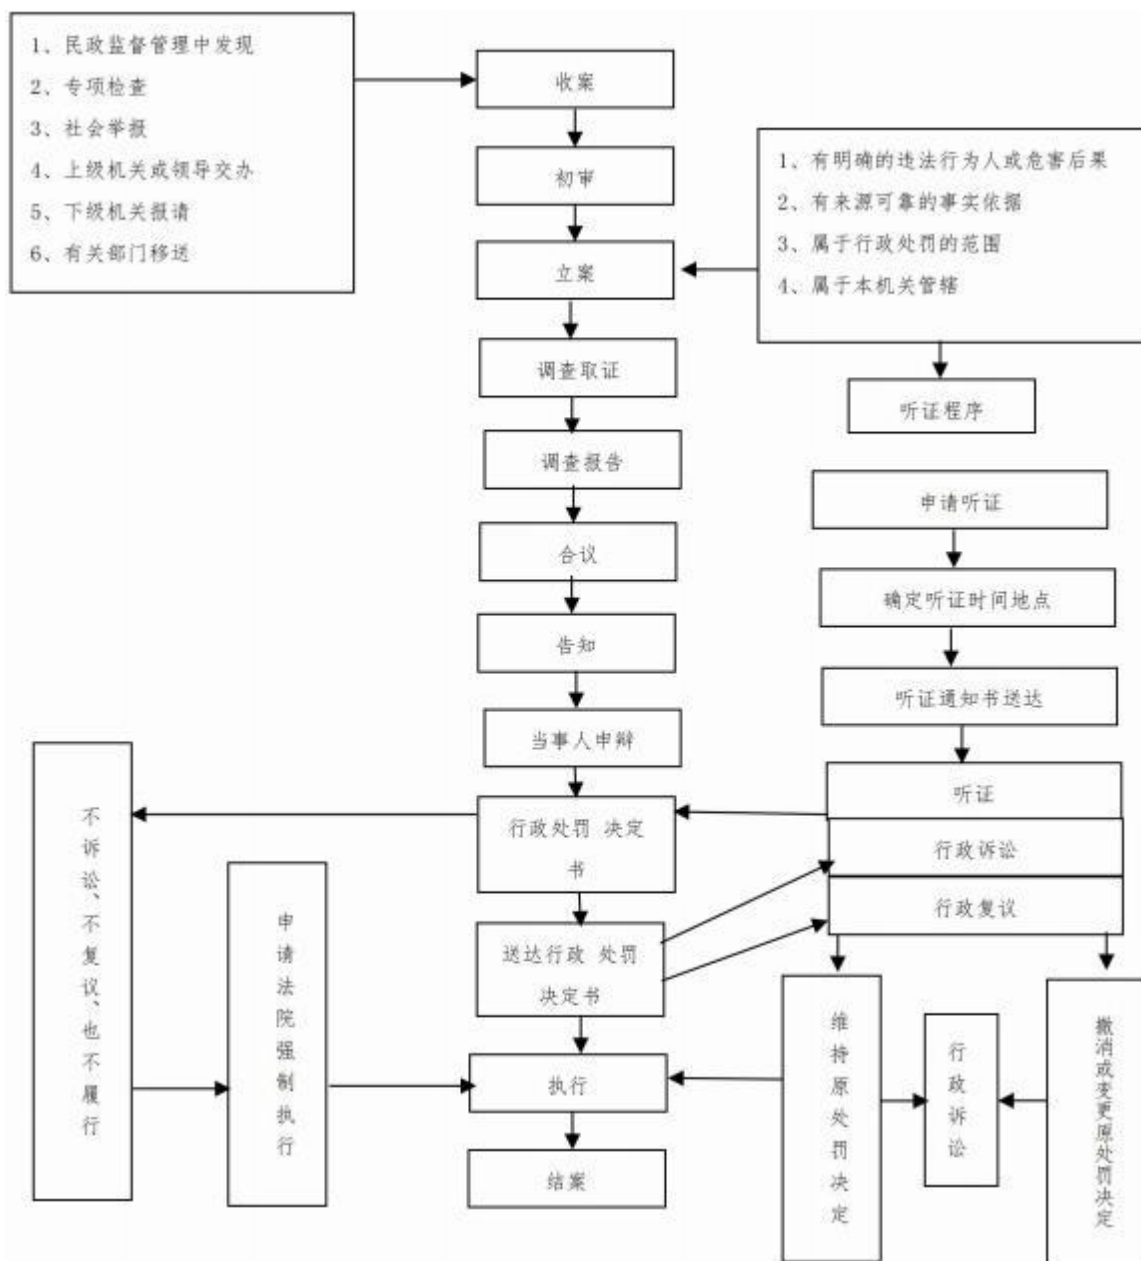 1、民政监督管理中发现
2、专项检查
3、社会举报
4、上级机关或领导交办
5、下级机关报请
6、有关部门移送
收案
初审
立案
1、有明确的违法行为人或危害后果
2、有来源可靠的事实依据
3、属于行政处罚的范围
4、属于本机关管辖
调查取证
听证程序
调查报告
申请听证
合议
确定听证时间地点
告知
听证通知书送达
当事人申辩
听证
行政处罚 决定
书
行政诉讼
行政复议
送达行政 处罚
决定书
不诉讼、不复议、也不履行
申请法院强制执行
执行
结案
维持原处罚决定
行政诉讼
撤消或变更原处罚决定